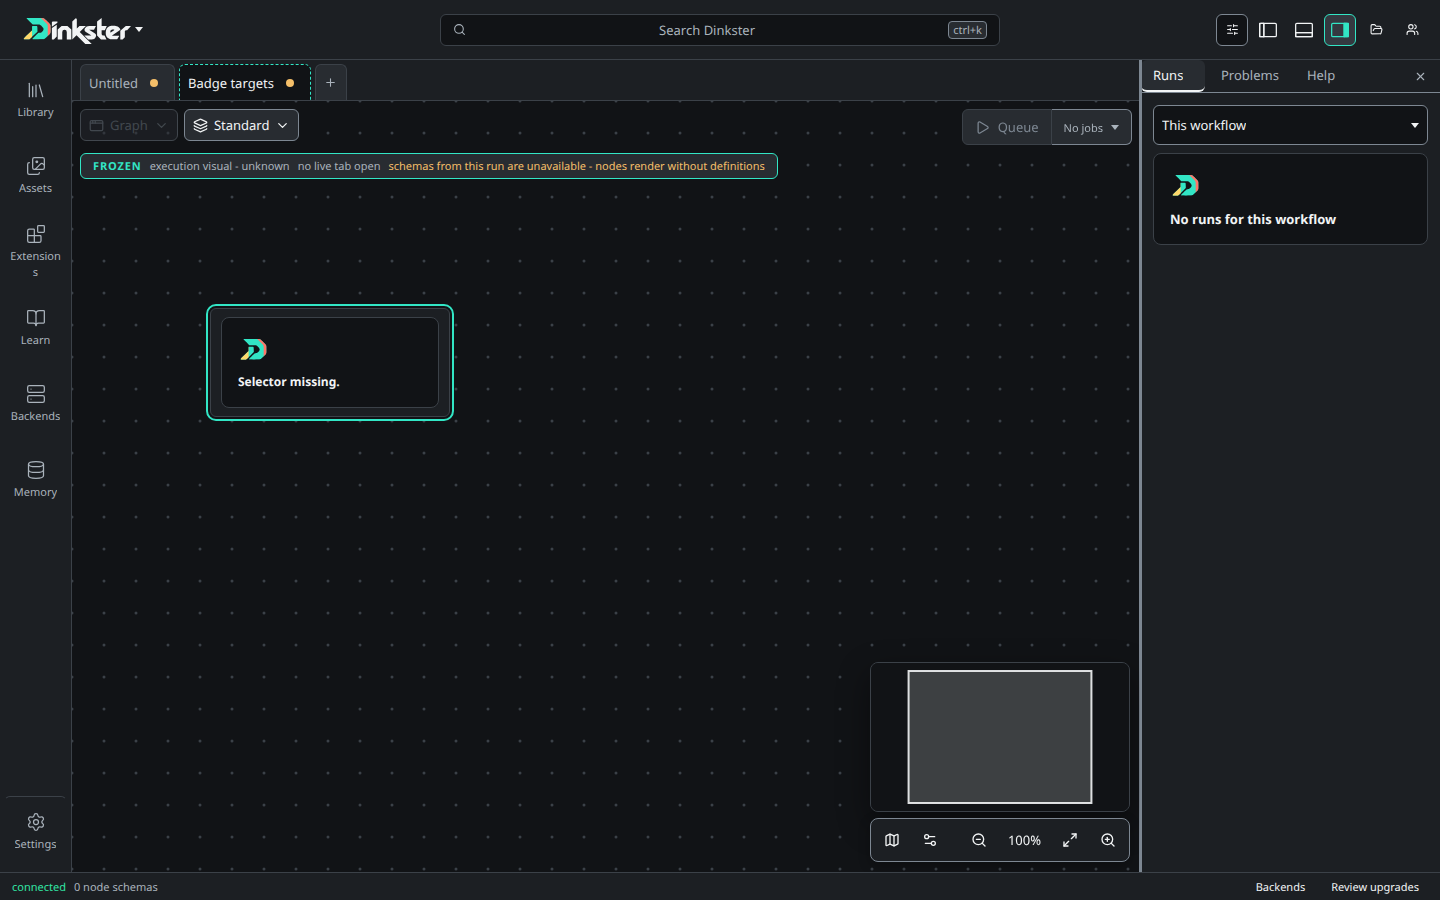 Dinkster
Search Dinkster
ctrl+k
Library
Assets
Extension
s
Learn
Backends
Memory
Settings
Untitled
Badge targets
+
Graph
Standard
Queue
No jobs
FROZEN execution visual - unknown no live tab open schemas from this run are unavailable - nodes render without definitions
Selector missing.
100%
Runs
Problems
Help
This workflow
No runs for this workflow
connected
0 node schemas
Backends
Review upgrades